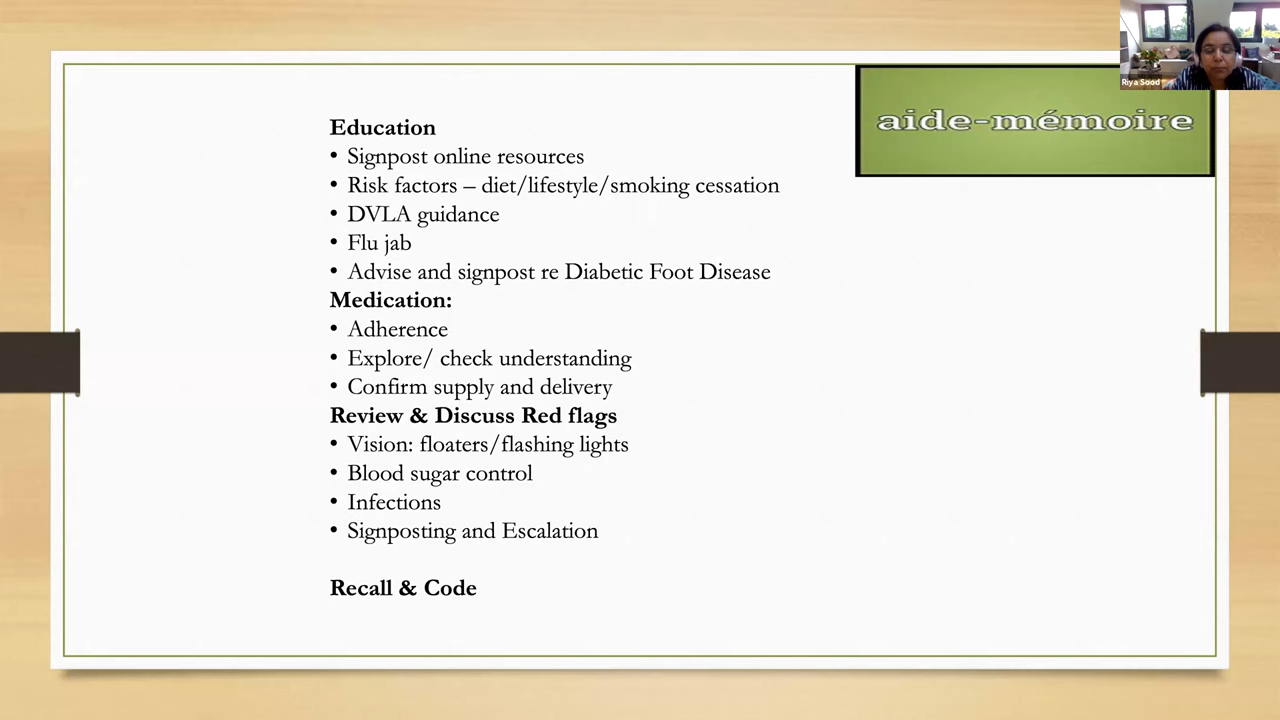 Riya Sood
aide-mémoire
Education
• Signpost online resources
• Risk factors – diet/lifestyle/smoking cessation
• DVLA guidance
• Flu jab
• Advise and signpost re Diabetic Foot Disease
Medication:
• Adherence
• Explore/ check understanding
• Confirm supply and delivery
Review & Discuss Red flags
• Vision: floaters/flashing lights
• Blood sugar control
• Infections
• Signposting and Escalation
Recall & Code